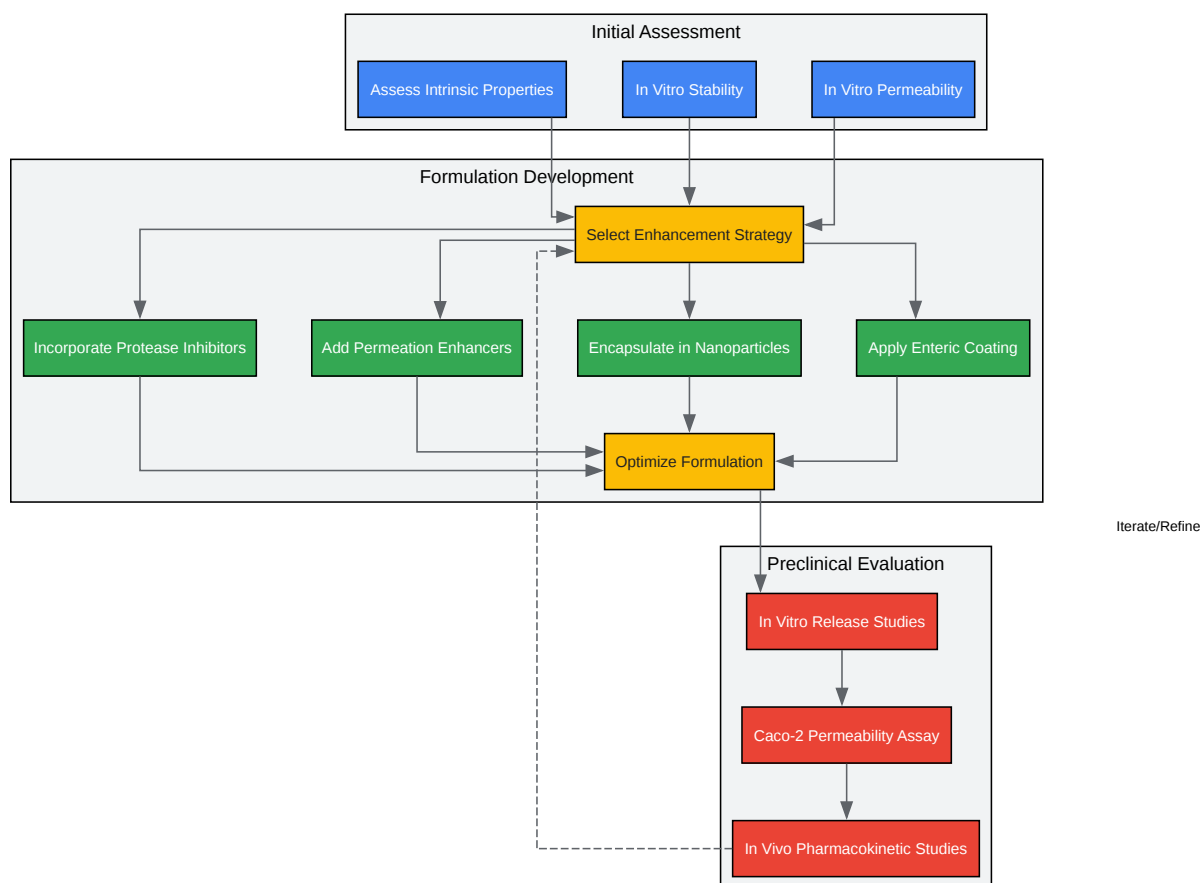 Initial Assessment
Assess Intrinsic Properties
In Vitro Stability
In Vitro Permeability
Formulation Development
Select Enhancement Strategy
Incorporate Protease Inhibitors
Add Permeation Enhancers
Encapsulate in Nanoparticles
Apply Enteric Coating
Optimize Formulation
Iterate/Refine
Preclinical Evaluation
In Vitro Release Studies
Caco-2 Permeability Assay
In Vivo Pharmacokinetic Studies